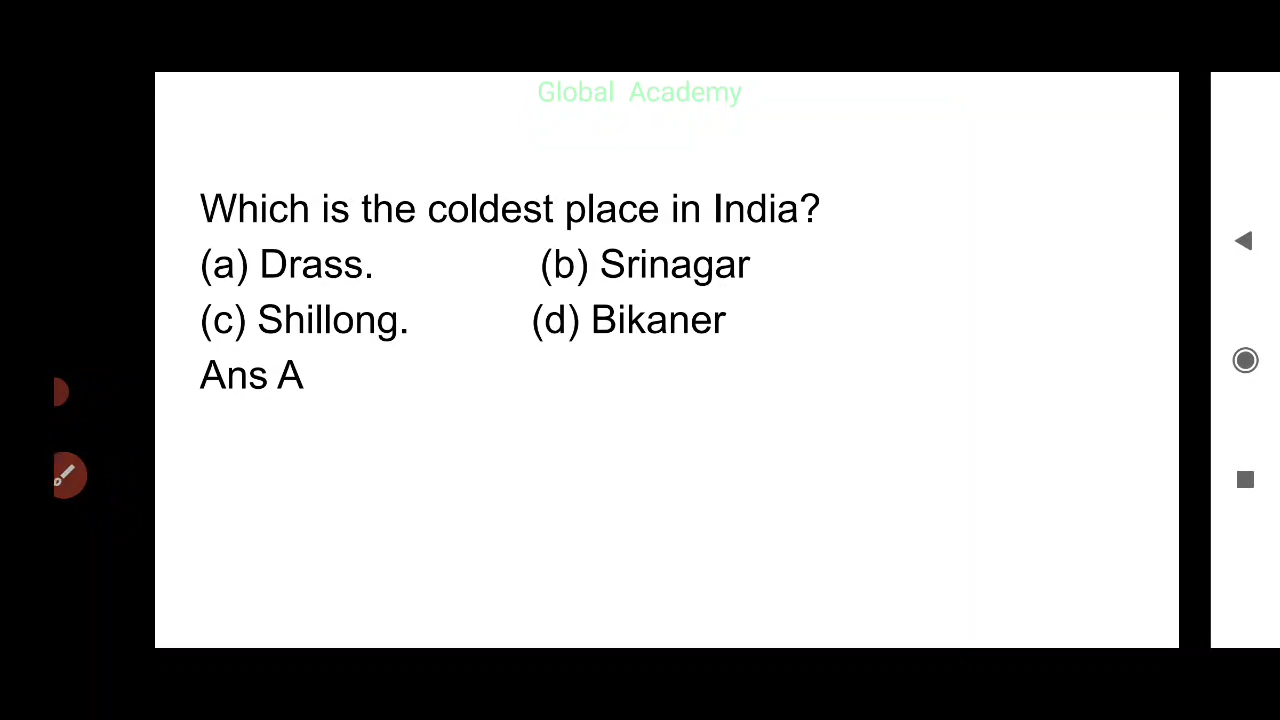 Global Academy
Which is the coldest place in India?
(a) Drass. (b) Srinagar
(c) Shillong. (d) Bikaner
Ans A